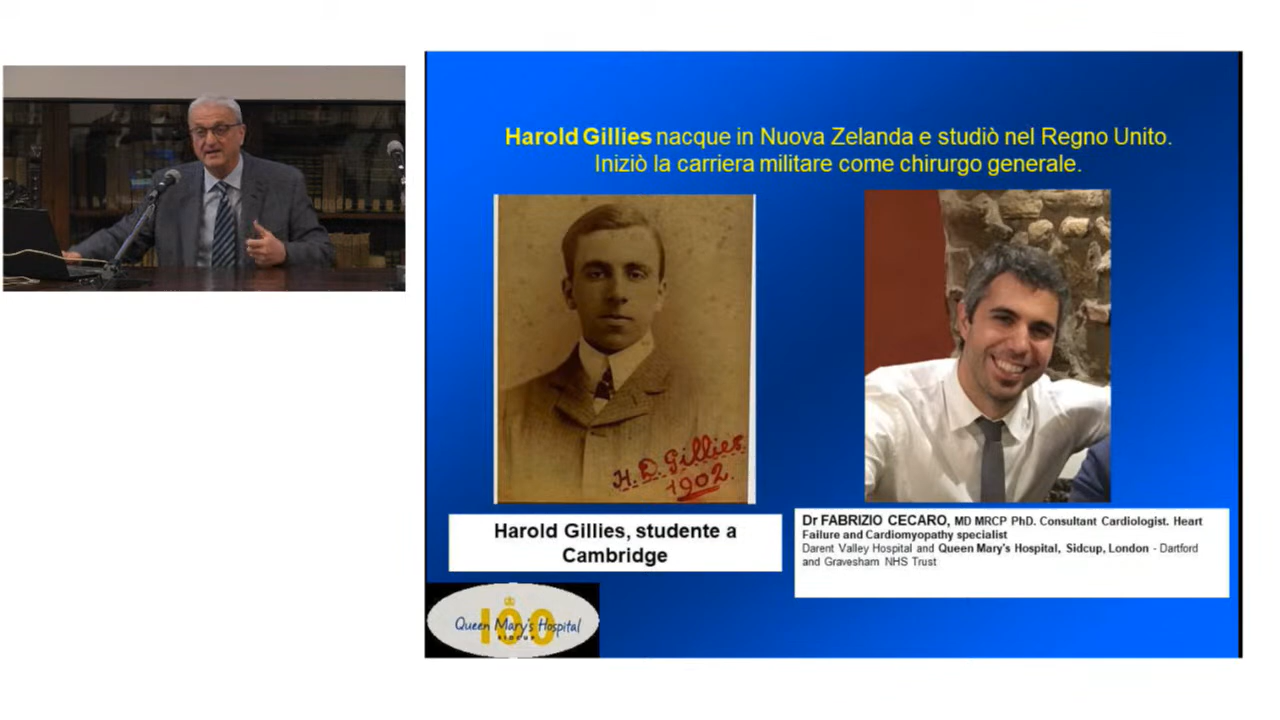 Harold Gillies nacque in Nuova Zelanda e studiò nel Regno Unito.
Iniziò la carriera militare come chirurgo generale.
H. D. Gillies.
1902.
Harold Gillies, studente a
Cambridge
Dr FABRIZIO CECARO, MD MRCP PhD. Consultant Cardiologist. Heart
Failure and Cardiomyopathy specialist
Darent Valley Hospital and Queen Mary's Hospital, Sidcup, London - Dartford
and Gravesham NHS Trust
100
Queen Mary's Hospital
SIDCUP